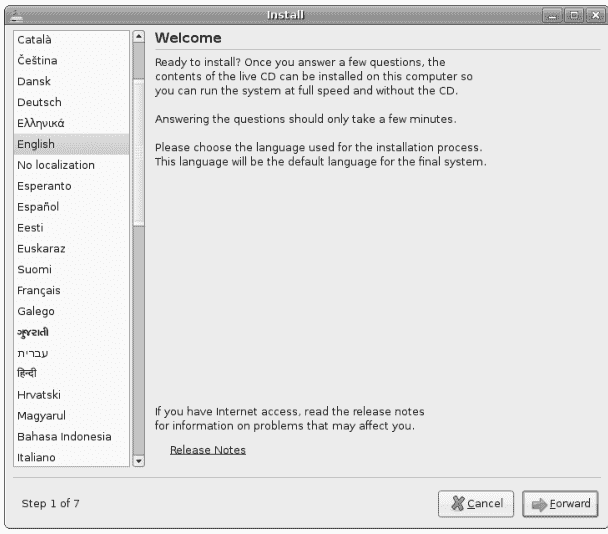 Install
Català
Čeština
Dansk
Deutsch
Ελληνικά
English
No localization
Esperanto
Español
Eesti
Euskaraz
Suomi
Français
Galego
ગુજરાતી
עברית
हिन्दी
Hrvatski
Magyarul
Bahasa Indonesia
Italiano
Welcome
Ready to install? Once you answer a few questions, the
contents of the live CD can be installed on this computer so
you can run the system at full speed and without the CD.
Answering the questions should only take a few minutes.
Please choose the language used for the installation process.
This language will be the default language for the final system.
If you have Internet access, read the release notes
for information on problems that may affect you.
Release Notes
Step 1 of 7
Cancel
Forward